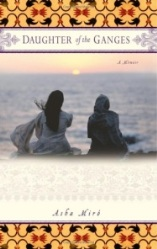 DAUGHTER of the GANGES
A Memoir
Asha Miró